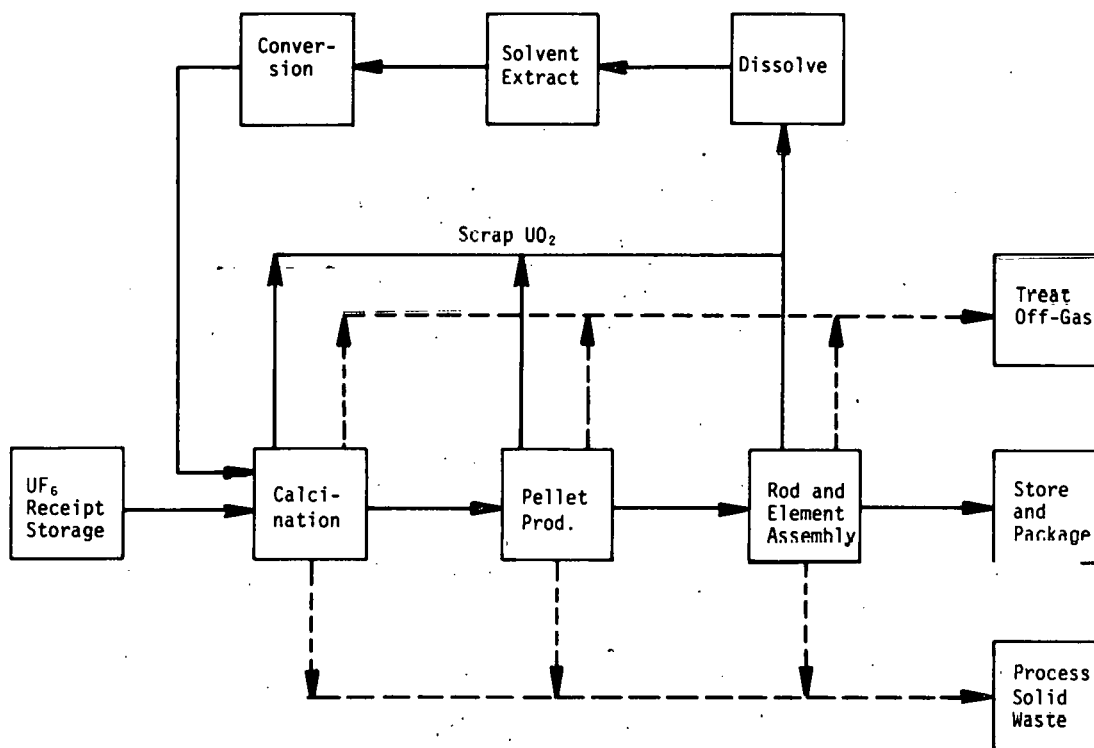 Conver-
sion
Solvent
Extract
Dissolve
Scrap UO₂
Treat
Off-Gas
UF₆
Receipt
Storage
Calci-
nation
Pellet
Prod.
Rod and
Element
Assembly
Store
and
Package
Process
Solid
Waste